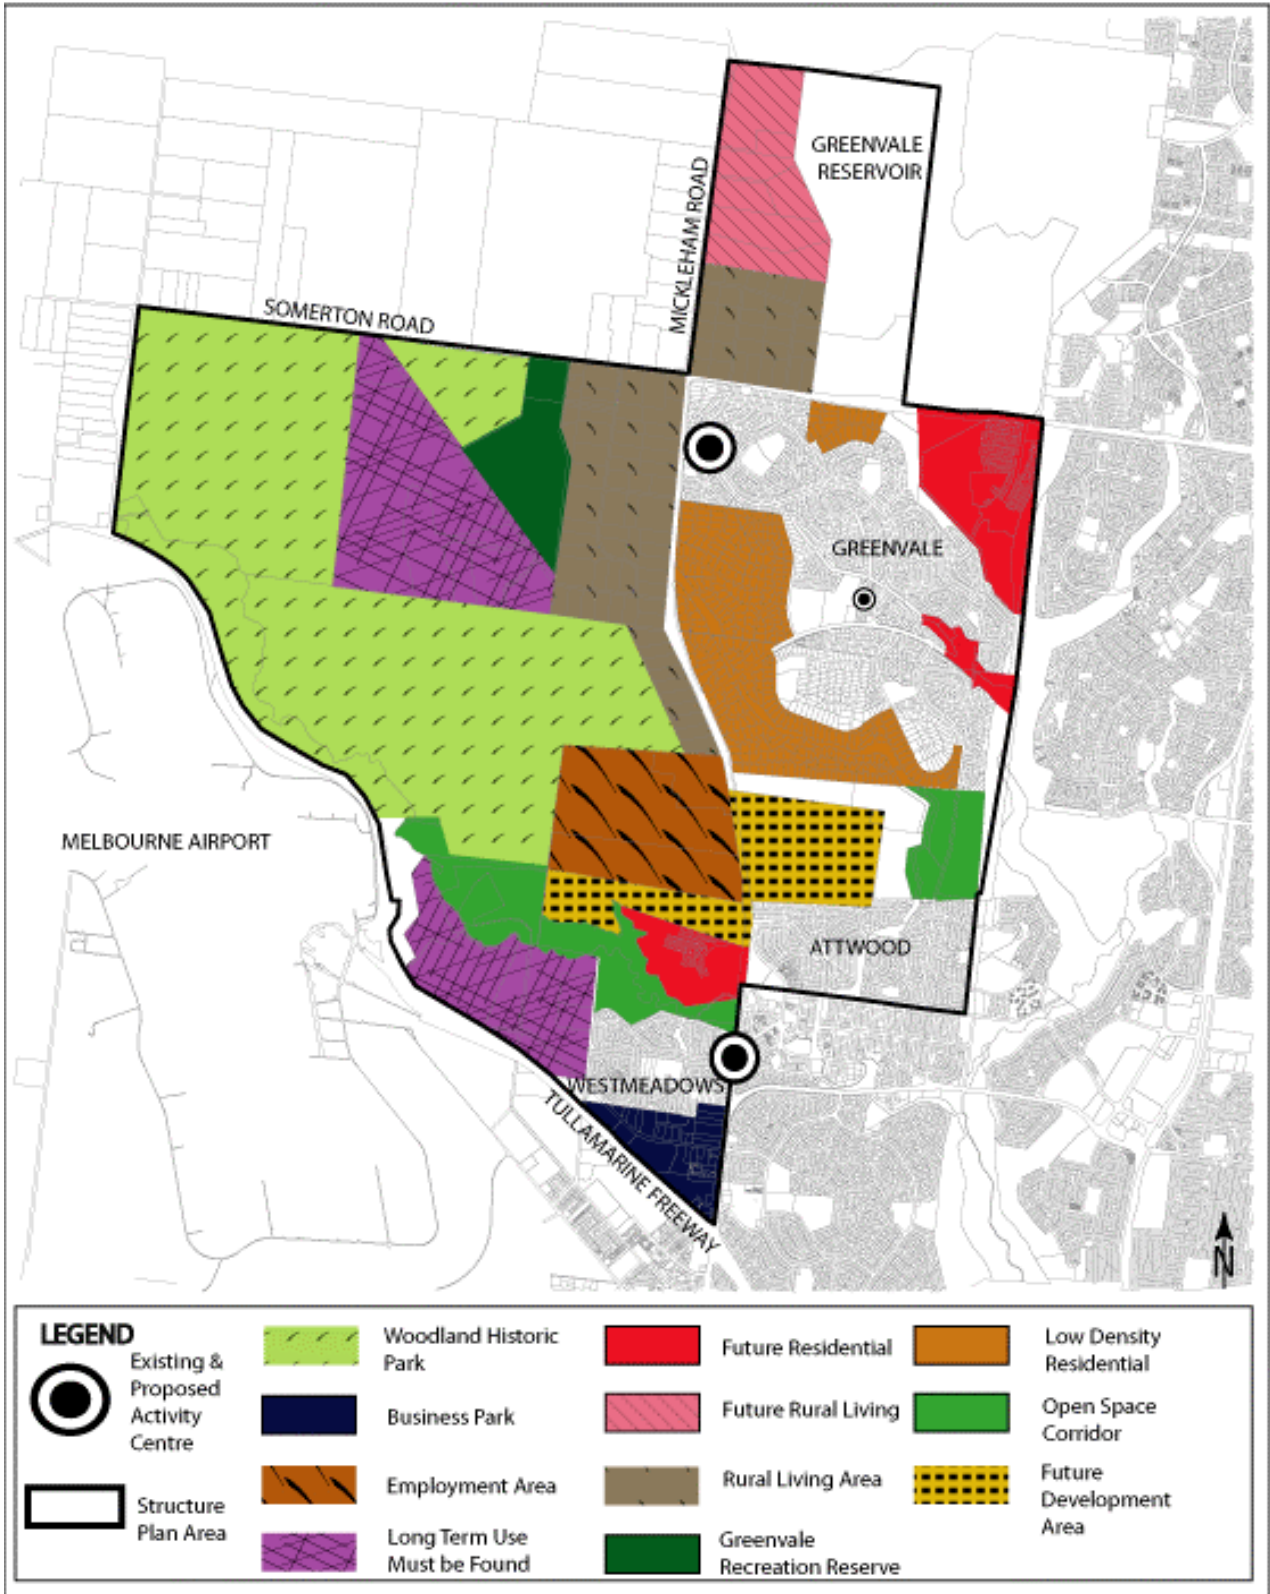 GREENVALE
RESERVOIR
MICKLEHAM ROAD
SOMERTON ROAD
GREENVALE
MELBOURNE AIRPORT
ATTWOOD
WESTMEADOWS
TULLAMARINE FREEWAY
N
LEGEND
Existing &
Proposed
Activity
Centre
Structure
Plan Area
Woodland Historic
Park
Business Park
Employment Area
Long Term Use
Must be Found
Future Residential
Future Rural Living
Rural Living Area
Greenvale
Recreation Reserve
Low Density
Residential
Open Space
Corridor
Future
Development
Area